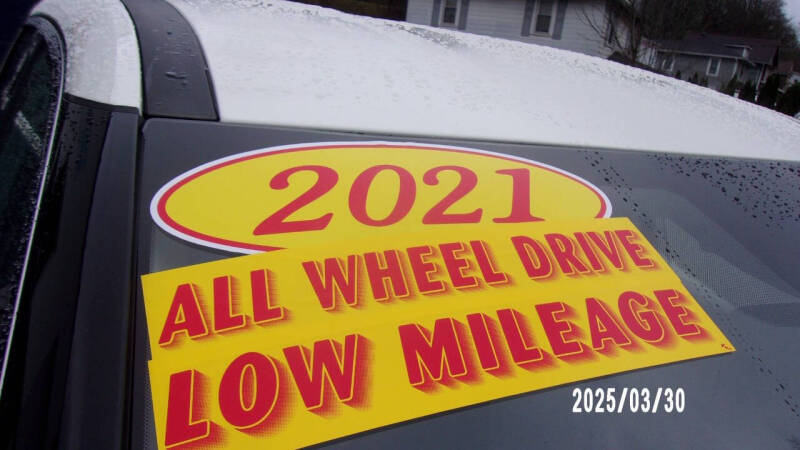 2021
ALL WHEEL DRIVE
LOW MILEAGE
2025/03/30